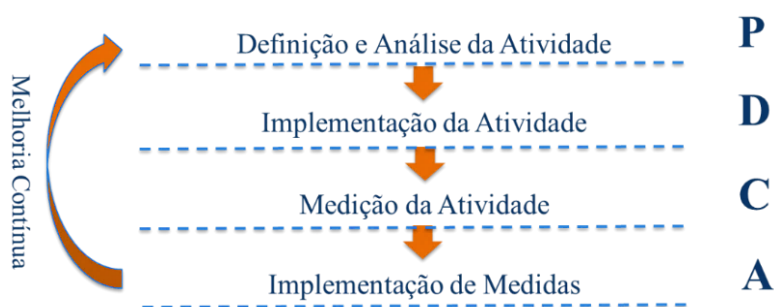 Definição e Análise da Atividade P
Implementação da Atividade D
Medição da Atividade C
Implementação de Medidas A
Melhoria Contínua